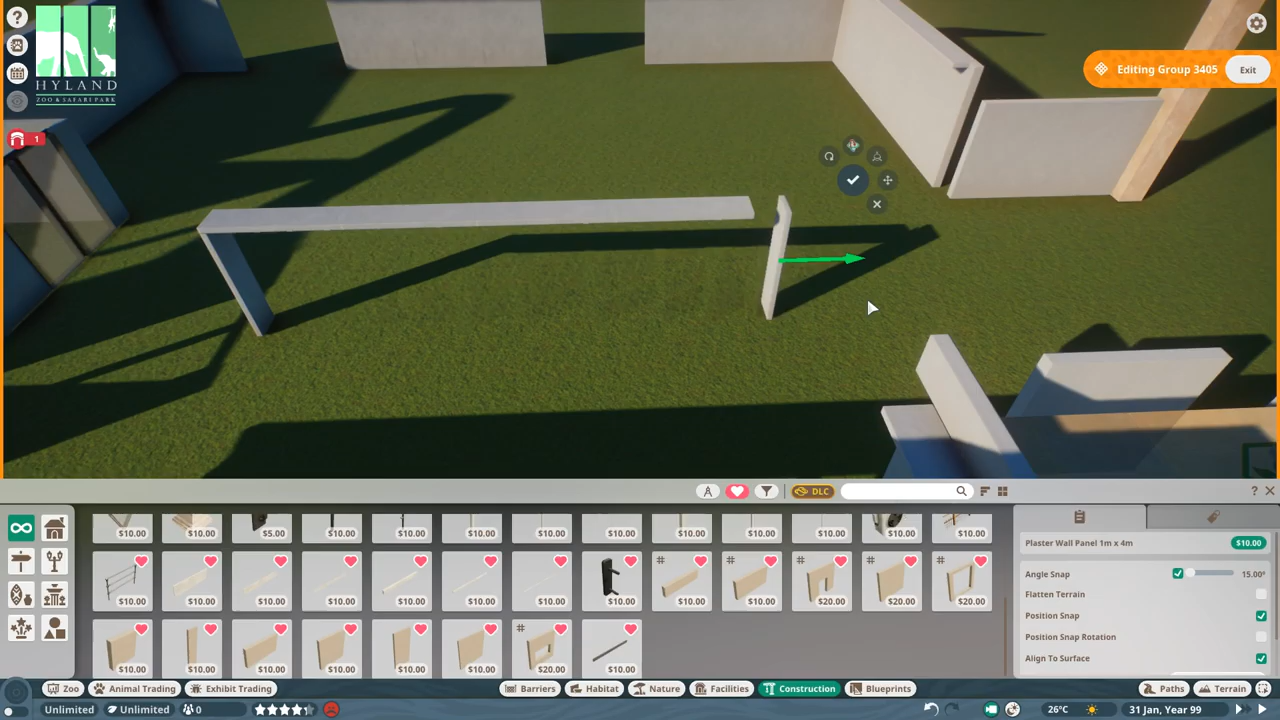 HYLAND
ZOO & SAFARI PARK
1
Editing Group 3405
Exit
DLC
$10.00 $10.00 $5.00 $10.00 $10.00 $10.00 $10.00 $10.00 $10.00 $10.00 $10.00 $10.00 $10.00
$10.00 $10.00 $10.00 $10.00 $10.00 $10.00 $10.00 $10.00 $10.00 $10.00 $20.00 $20.00 $20.00
$10.00 $10.00 $10.00 $10.00 $10.00 $10.00 $20.00 $10.00
Plaster Wall Panel 1m x 4m $10.00
Angle Snap 15.00°
Flatten Terrain
Position Snap
Position Snap Rotation
Align To Surface
Zoo Animal Trading Exhibit Trading Barriers Habitat Nature Facilities Construction Blueprints Paths Terrain
Unlimited Unlimited 0 26°C 31 Jan, Year 99